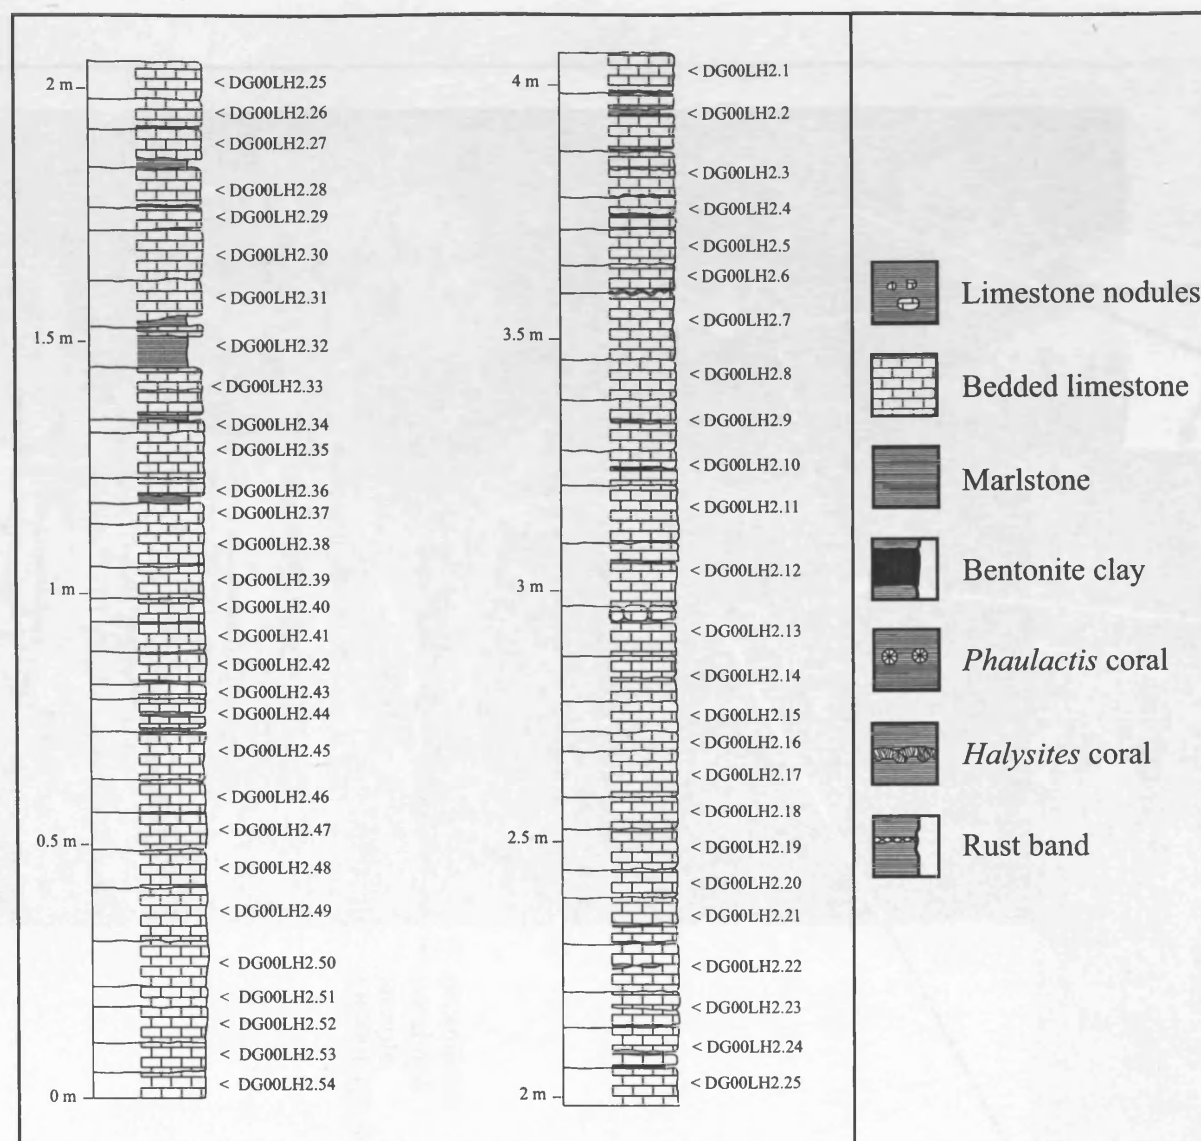 2 m
< DG00LH2.25
< DG00LH2.26
< DG00LH2.27
< DG00LH2.28
< DG00LH2.29
< DG00LH2.30
< DG00LH2.31
1.5 m
< DG00LH2.32
< DG00LH2.33
< DG00LH2.34
< DG00LH2.35
< DG00LH2.36
< DG00LH2.37
< DG00LH2.38
< DG00LH2.39
1 m
< DG00LH2.40
< DG00LH2.41
< DG00LH2.42
< DG00LH2.43
< DG00LH2.44
< DG00LH2.45
< DG00LH2.46
< DG00LH2.47
0.5 m
< DG00LH2.48
< DG00LH2.49
< DG00LH2.50
< DG00LH2.51
< DG00LH2.52
< DG00LH2.53
< DG00LH2.54
0 m
< DG00LH2.1
4 m
< DG00LH2.2
< DG00LH2.3
< DG00LH2.4
< DG00LH2.5
< DG00LH2.6
< DG00LH2.7
3.5 m
< DG00LH2.8
< DG00LH2.9
< DG00LH2.10
< DG00LH2.11
< DG00LH2.12
3 m
< DG00LH2.13
< DG00LH2.14
< DG00LH2.15
< DG00LH2.16
< DG00LH2.17
< DG00LH2.18
2.5 m
< DG00LH2.19
< DG00LH2.20
< DG00LH2.21
< DG00LH2.22
< DG00LH2.23
< DG00LH2.24
< DG00LH2.25
2 m
Limestone nodules
Bedded limestone
Marlstone
Bentonite clay
Phaulactis coral
Halysites coral
Rust band